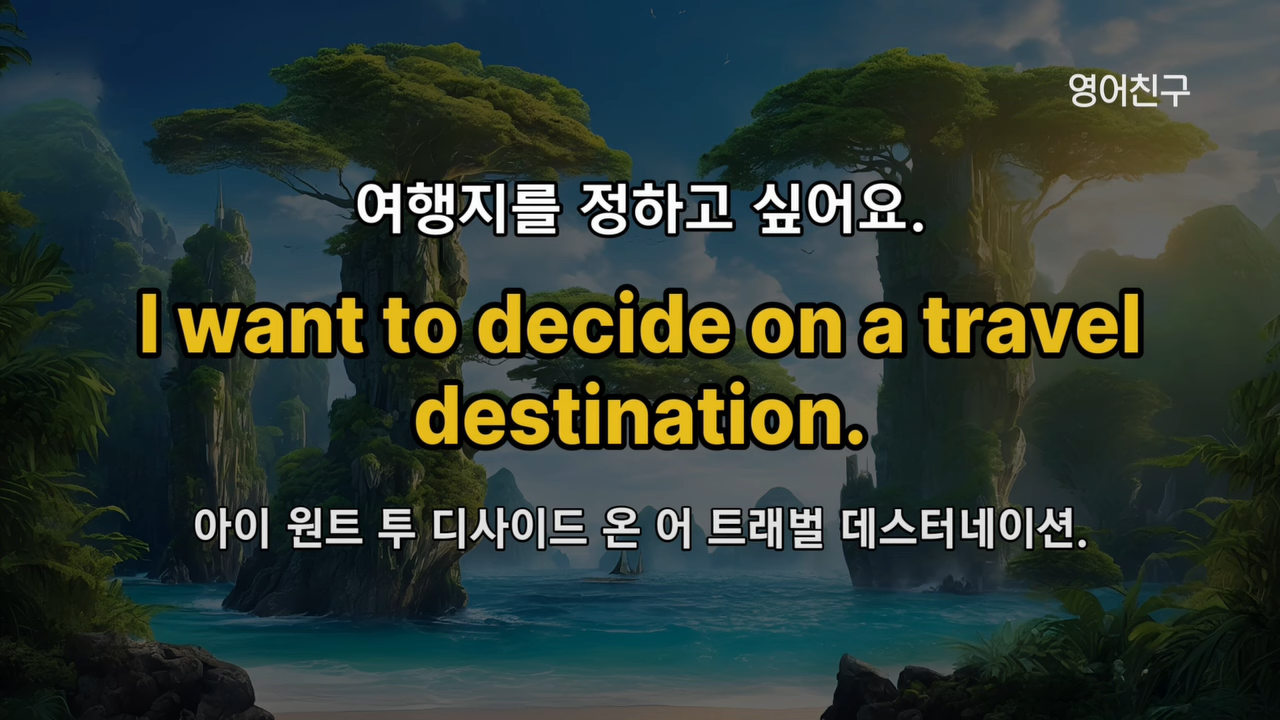 영어친구
여행지를 정하고 싶어요.
I want to decide on a travel
destination.
아이 원트 투 디사이드 온 어 트래벌 데스터네이션.